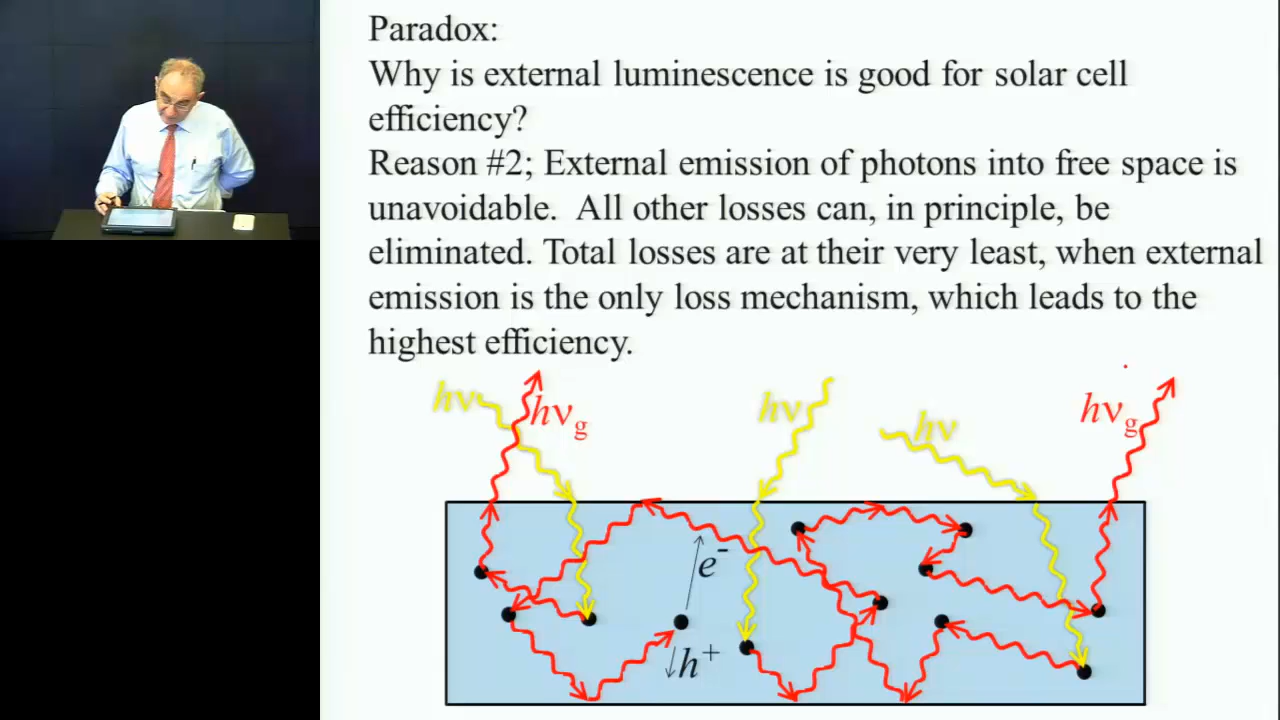 Paradox:
Why is external luminescence is good for solar cell
efficiency?
Reason #2; External emission of photons into free space is
unavoidable.  All other losses can, in principle, be
eliminated. Total losses are at their very least, when external
emission is the only loss mechanism, which leads to the
highest efficiency.
hν hνg hν hν hνg
e⁻
h⁺